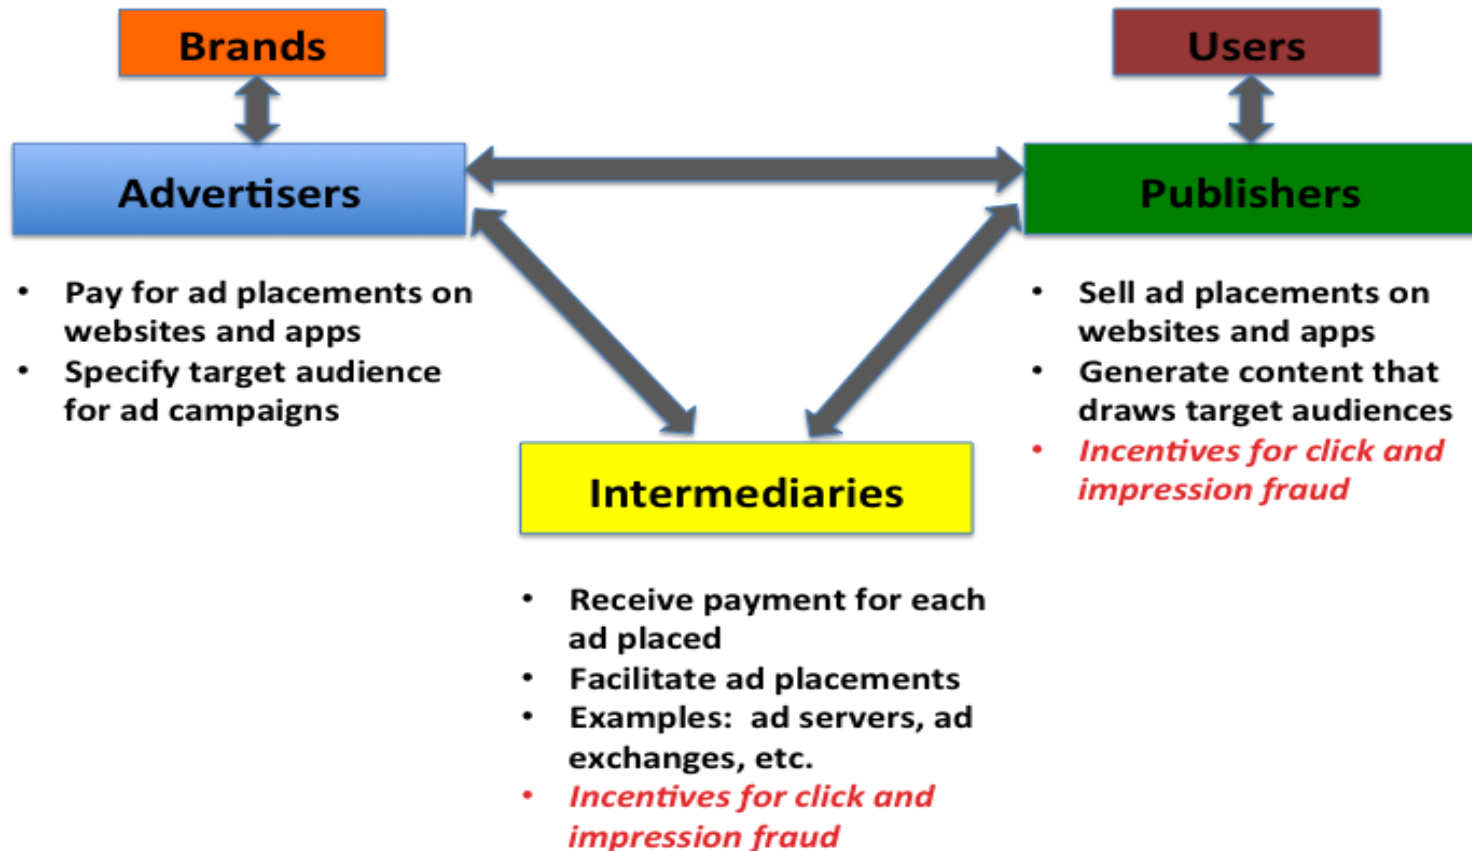 Brands
Users
Advertisers
Publishers
• Pay for ad placements on
websites and apps
• Specify target audience
for ad campaigns
• Sell ad placements on
websites and apps
• Generate content that
draws target audiences
• Incentives for click and
impression fraud
Intermediaries
• Receive payment for each
ad placed
• Facilitate ad placements
• Examples:  ad servers, ad
exchanges, etc.
• Incentives for click and
impression fraud